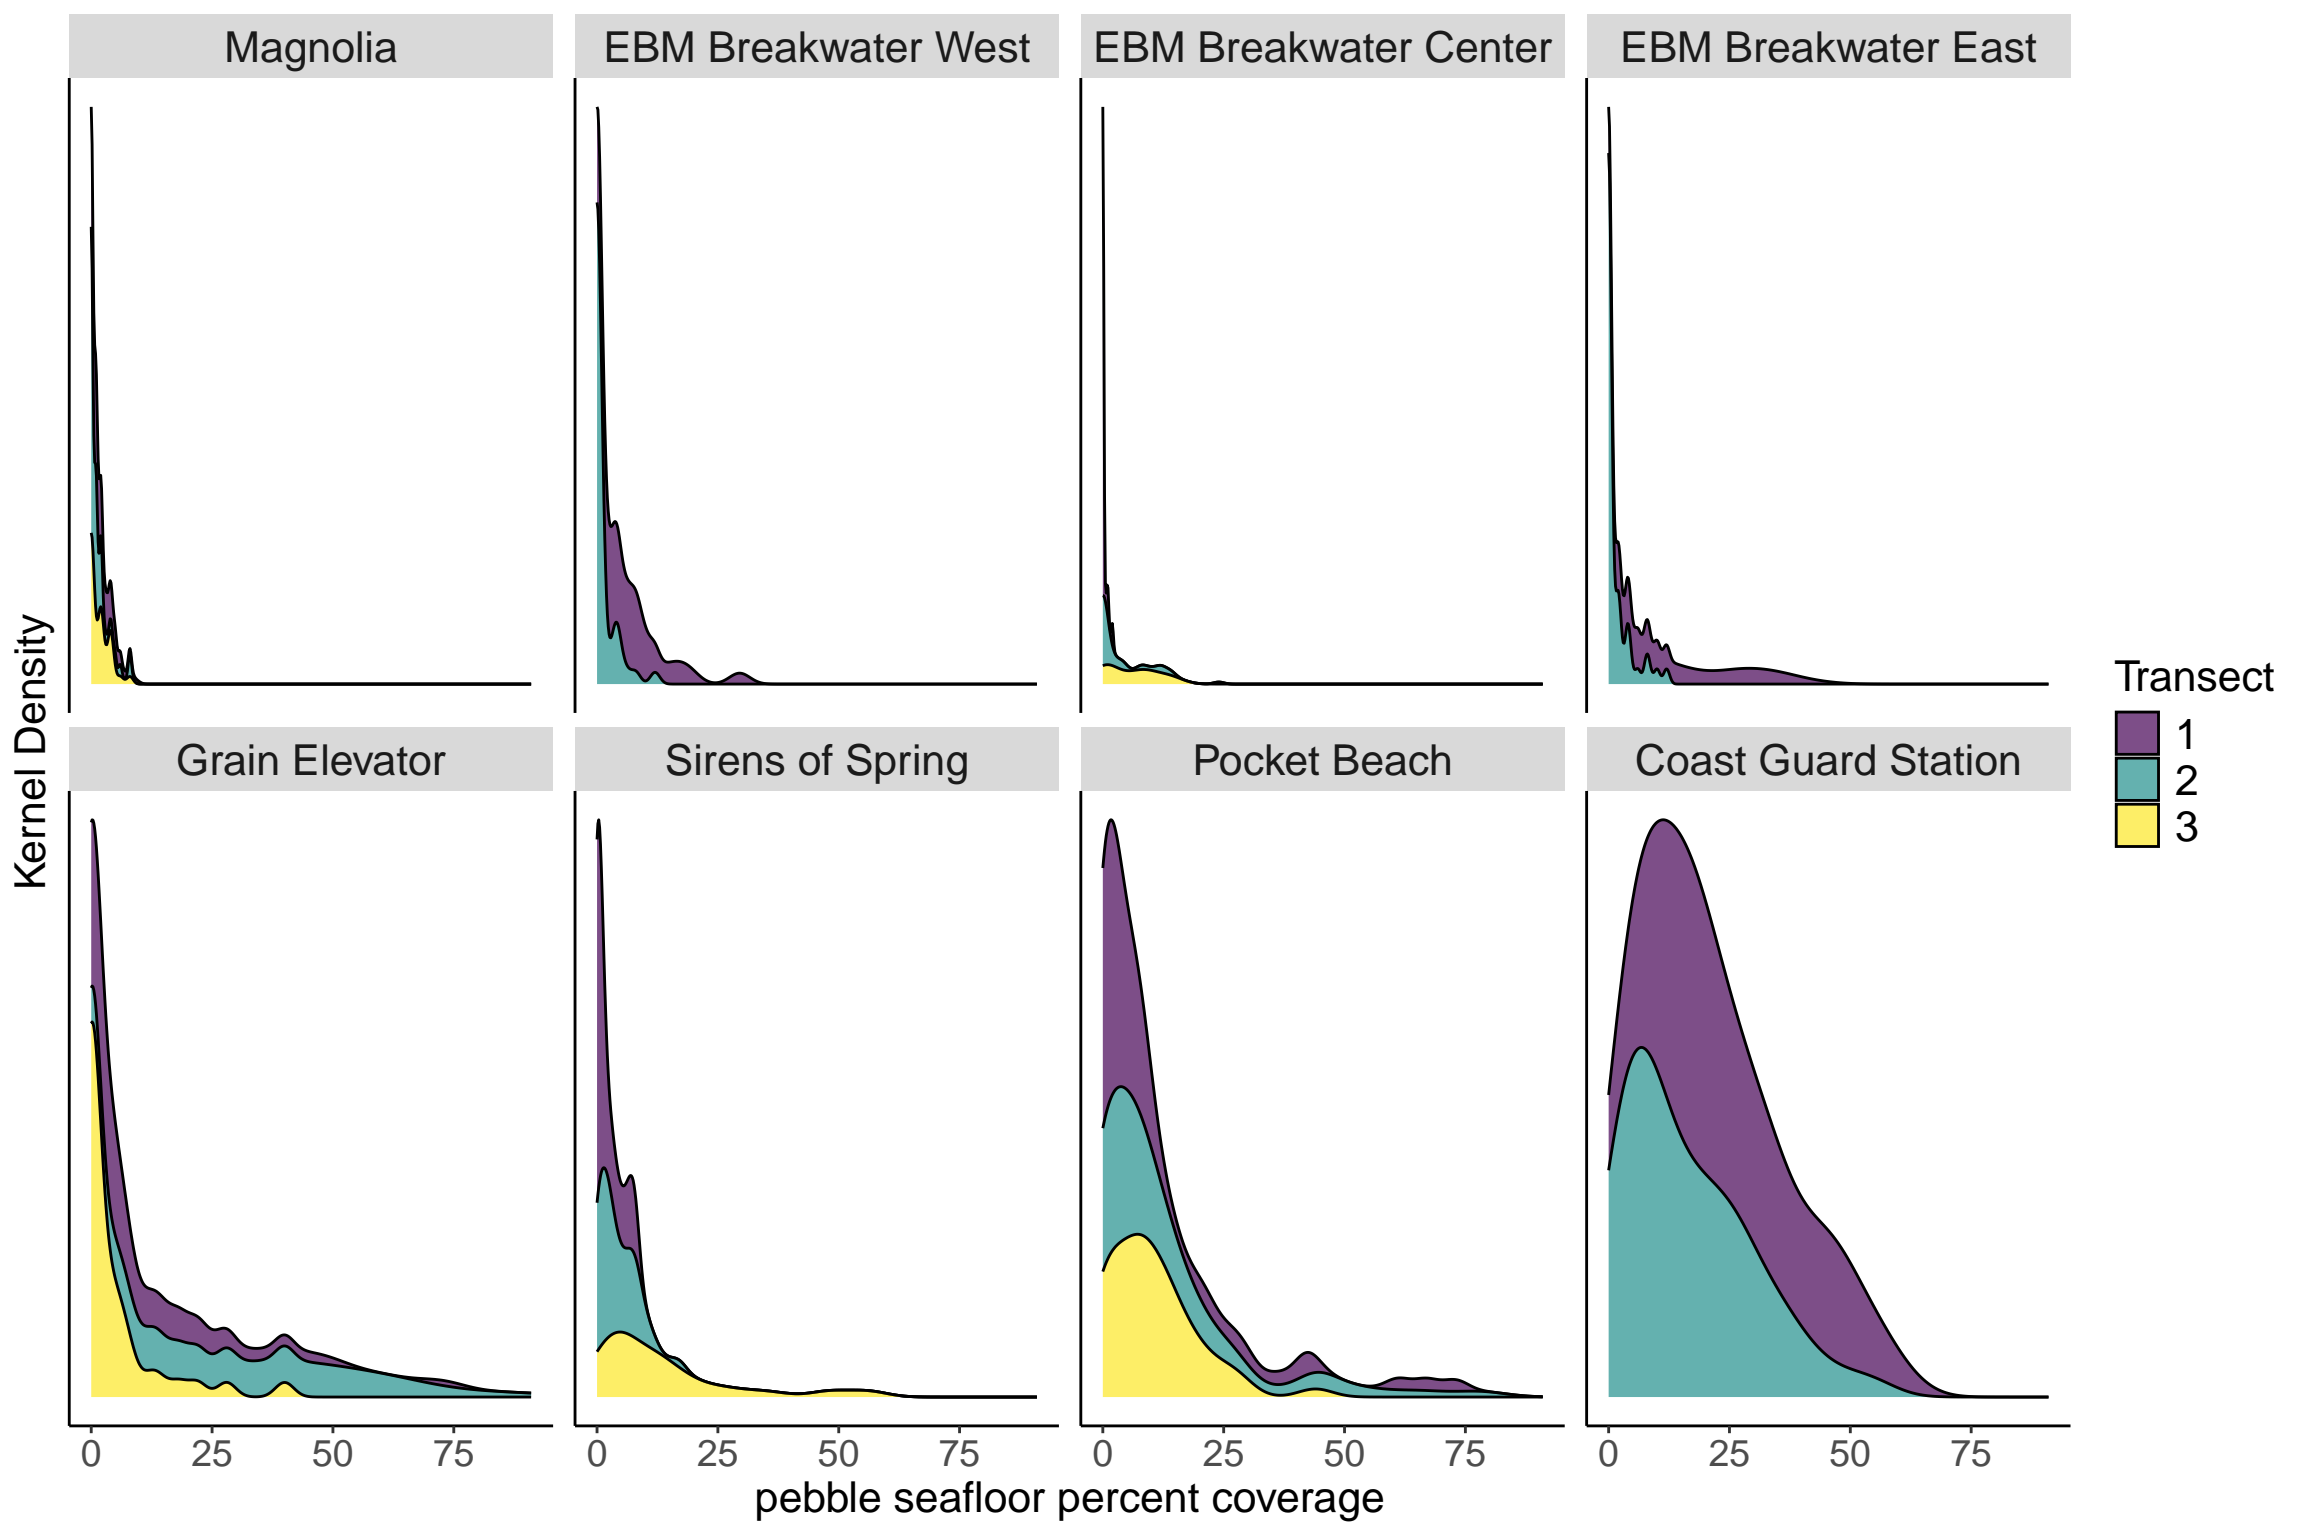 Magnolia
EBM Breakwater West
EBM Breakwater Center
EBM Breakwater East
Kernel Density
Grain Elevator
Sirens of Spring
Pocket Beach
Coast Guard Station
Transect
1
2
3
0 25 50 75
0 25 50 75
0 25 50 75
0 25 50 75
pebble seafloor percent coverage